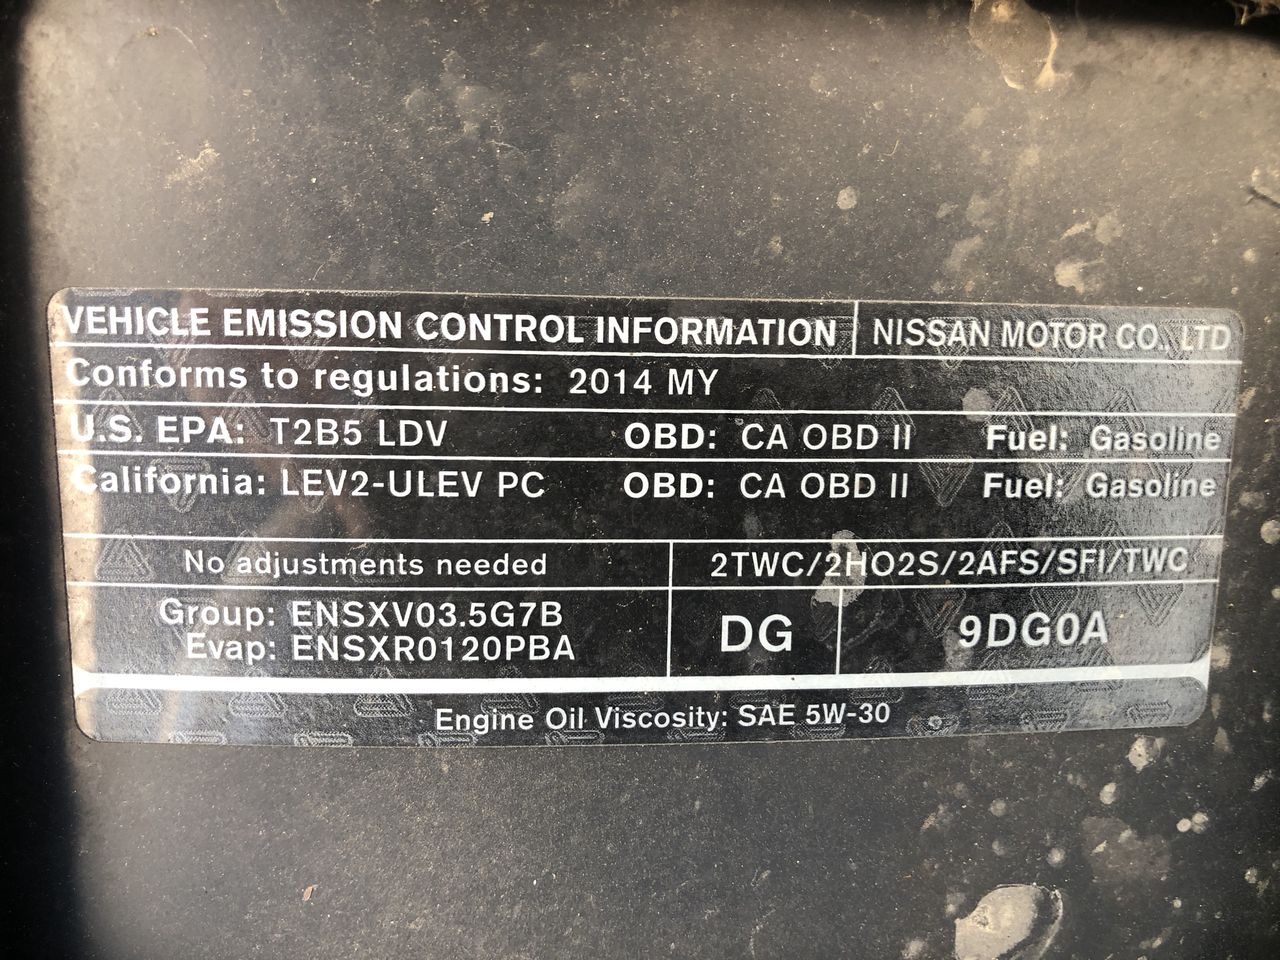 VEHICLE EMISSION CONTROL INFORMATION NISSAN MOTOR CO., LTD
Conforms to regulations: 2014 MY
U.S. EPA: T2B5 LDV OBD: CA OBD II Fuel: Gasoline
California: LEV2-ULEV PC OBD: CA OBD II Fuel: Gasoline
No adjustments needed 2TWC/2HO2S/2AFS/SFI/TWC
Group: ENSXV03.5G7B
Evap: ENSXR0120PBA
DG 9DG0A
Engine Oil Viscosity: SAE 5W-30